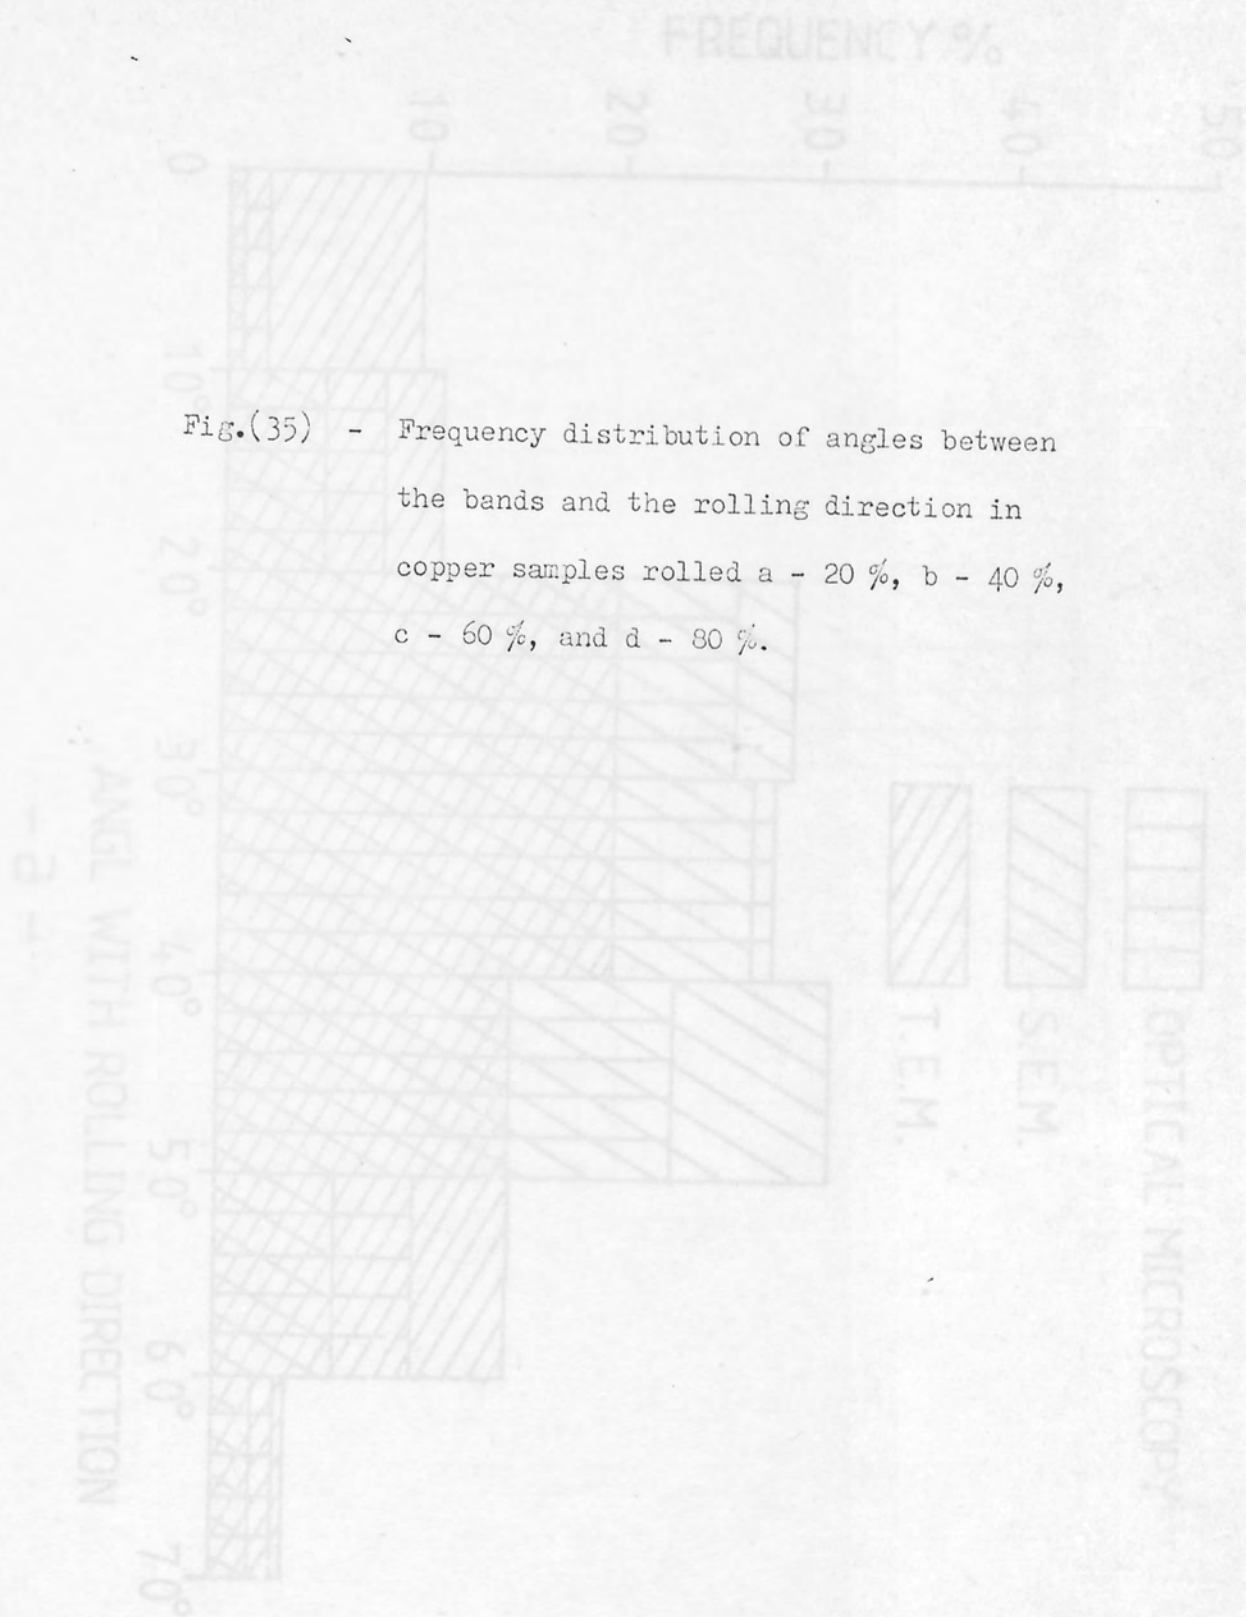 Fig.(35) - Frequency distribution of angles between
the bands and the rolling direction in
copper samples rolled a - 20 %, b - 40 %,
c - 60 %, and d - 80 %.
FREQUENCY %
0 10 20 30 40 50
10°
20°
30°
40°
50°
60°
70°
ANGL WITH ROLLING DIRECTION
- a -
T.E.M.
S.E.M.
OPTICAL MICROSCOPY